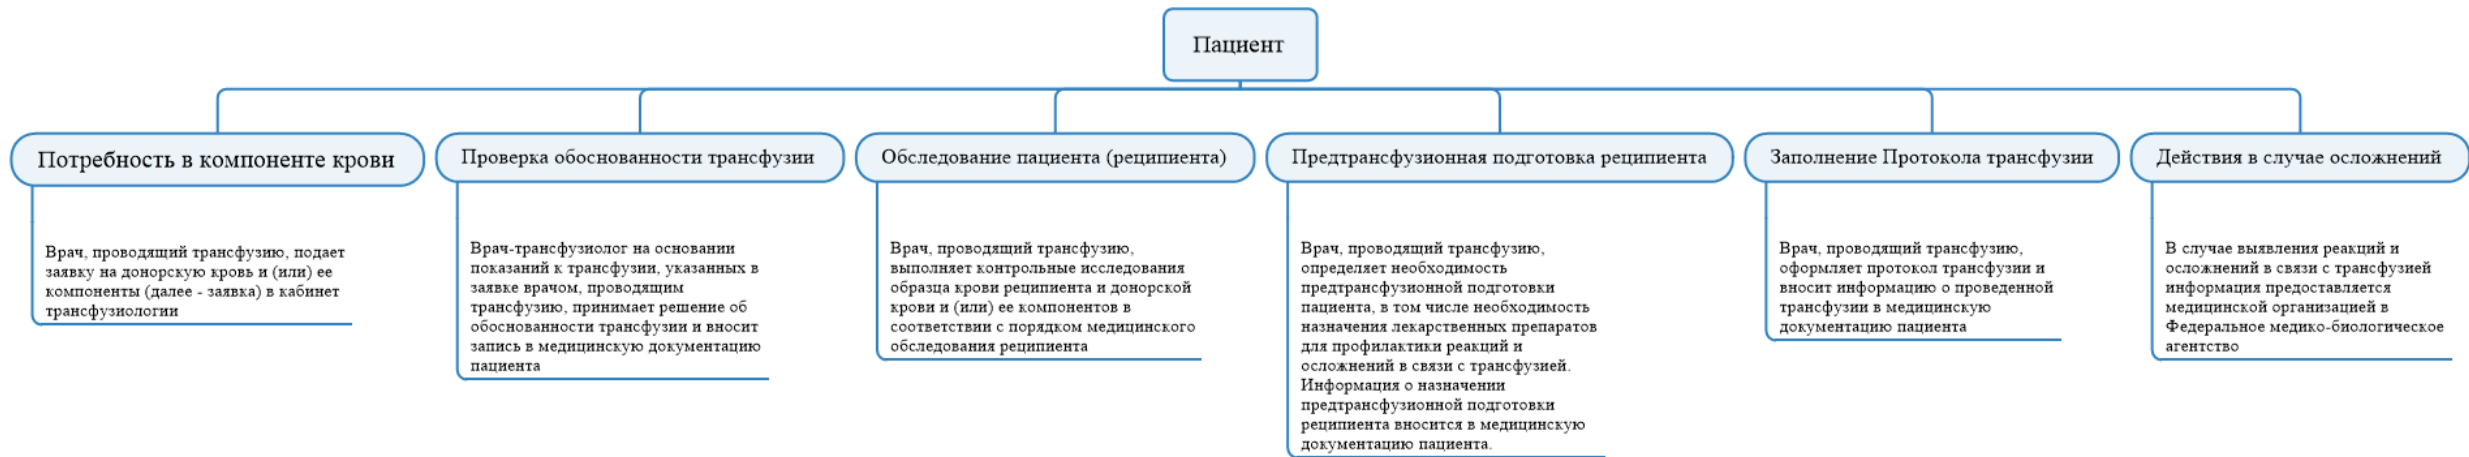 Пациент
Потребность в компоненте крови
Врач, проводящий трансфузию, подает
заявку на донорскую кровь и (или) ее
компоненты (далее - заявка) в кабинет
трансфузиологии
Проверка обоснованности трансфузии
Врач-трансфузиолог на основании
показаний к трансфузии, указанных в
заявке врачом, проводящим
трансфузию, принимает решение об
обоснованности трансфузии и вносит
запись в медицинскую документацию
пациента
Обследование пациента (реципиента)
Врач, проводящий трансфузию,
выполняет контрольные исследования
образца крови реципиента и донорской
крови и (или) ее компонентов в
соответствии с порядком медицинского
обследования реципиента
Предтрансфузионная подготовка реципиента
Врач, проводящий трансфузию,
определяет необходимость
предтрансфузионной подготовки
пациента, в том числе необходимость
назначения лекарственных препаратов
для профилактики реакций и
осложнений в связи с трансфузией.
Информация о назначении
предтрансфузионной подготовки
реципиента вносится в медицинскую
документацию пациента.
Заполнение Протокола трансфузии
Врач, проводящий трансфузию,
оформляет протокол трансфузии и
вносит информацию о проведенной
трансфузии в медицинскую
документацию пациента
Действия в случае осложнений
В случае выявления реакций и
осложнений в связи с трансфузией
информация предоставляется
медицинской организацией в
Федеральное медико-биологическое
агентство